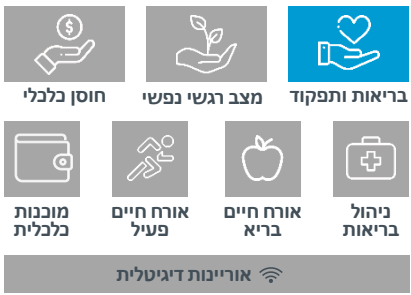 בריאות ותפקוד
מצב רגשי נפשי
חוסן כלכלי
ניהול בריאות
אורח חיים בריא
אורח חיים פעיל
מוכנות כלכלית
אוריינות דיגיטלית